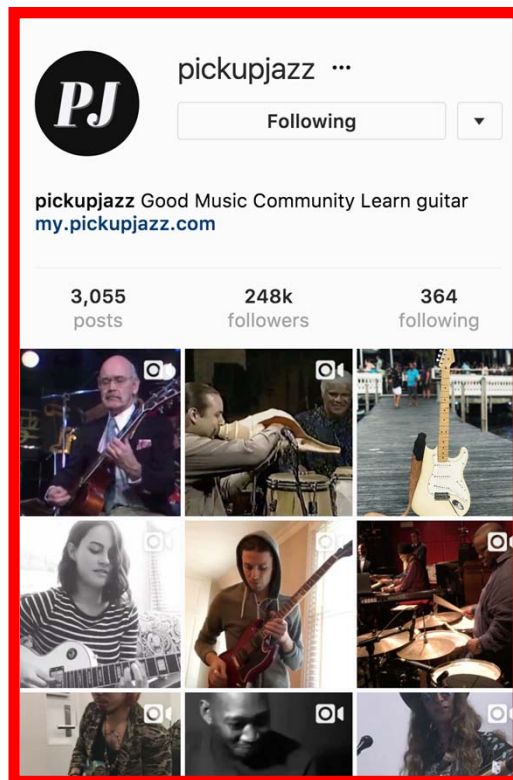 PJ
pickupjazz •••
Following
pickupjazz Good Music Community Learn guitar
my.pickupjazz.com
3,055
posts
248k
followers
364
following